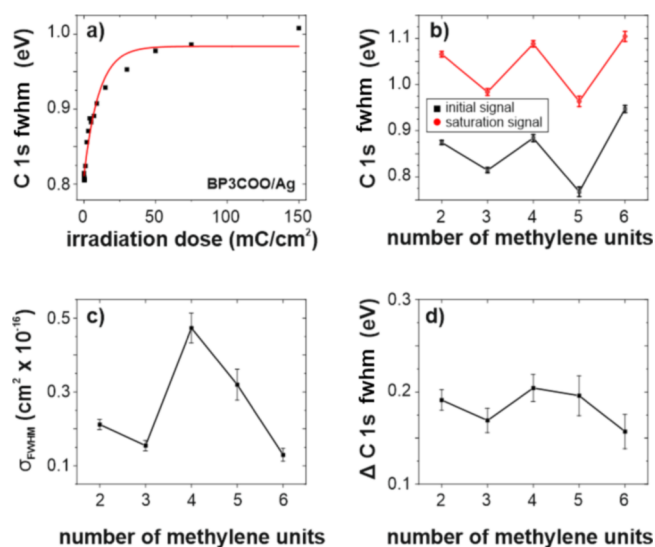 a)
C 1s fwhm (eV)
1.0
0.9
0.8
BP3COO/Ag
0
50
100
150
irradiation dose (mC/cm²)
b)
C 1s fwhm (eV)
1.1
1.0
0.9
0.8
initial signal
saturation signal
2
3
4
5
6
number of methylene units
c)
σFWHM (cm² x 10⁻¹⁶)
0.5
0.3
0.1
2
3
4
5
6
number of methylene units
d)
Δ C 1s fwhm (eV)
0.3
0.2
0.1
2
3
4
5
6
number of methylene units